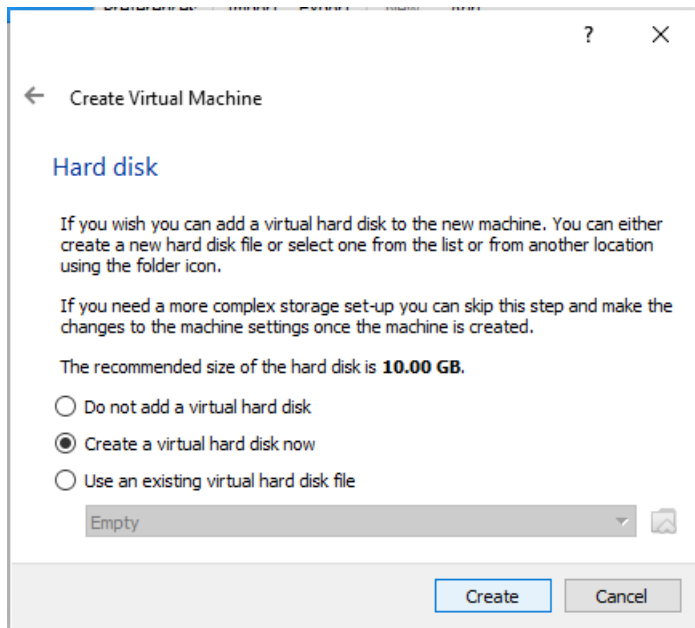 ?
Create Virtual Machine
Hard disk
If you wish you can add a virtual hard disk to the new machine. You can either
create a new hard disk file or select one from the list or from another location
using the folder icon.
If you need a more complex storage set-up you can skip this step and make the
changes to the machine settings once the machine is created.
The recommended size of the hard disk is 10.00 GB.
Do not add a virtual hard disk
Create a virtual hard disk now
Use an existing virtual hard disk file
Empty
Create Cancel